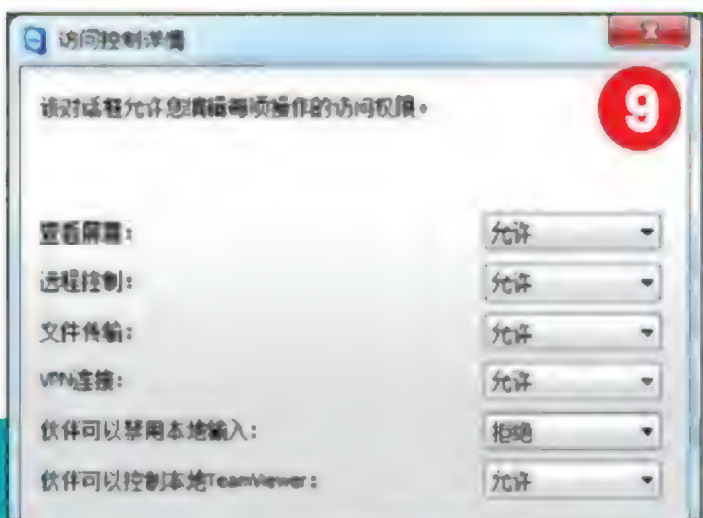 访问控制详情
9
该对话框允许您编辑每项操作的访问权限。
查看屏幕： 允许
远程控制： 允许
文件传输： 允许
VPN连接： 允许
伙伴可以禁用本地输入： 拒绝
伙伴可以控制本地TeamViewer： 允许